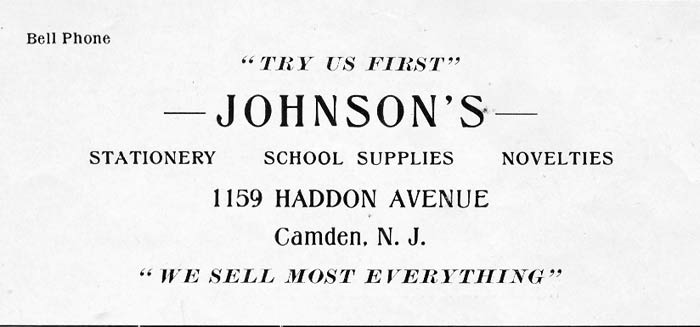 Bell Phone
"TRY US FIRST"
— JOHNSON'S —
STATIONERY SCHOOL SUPPLIES NOVELTIES
1159 HADDON AVENUE
Camden, N. J.
"WE SELL MOST EVERYTHING"